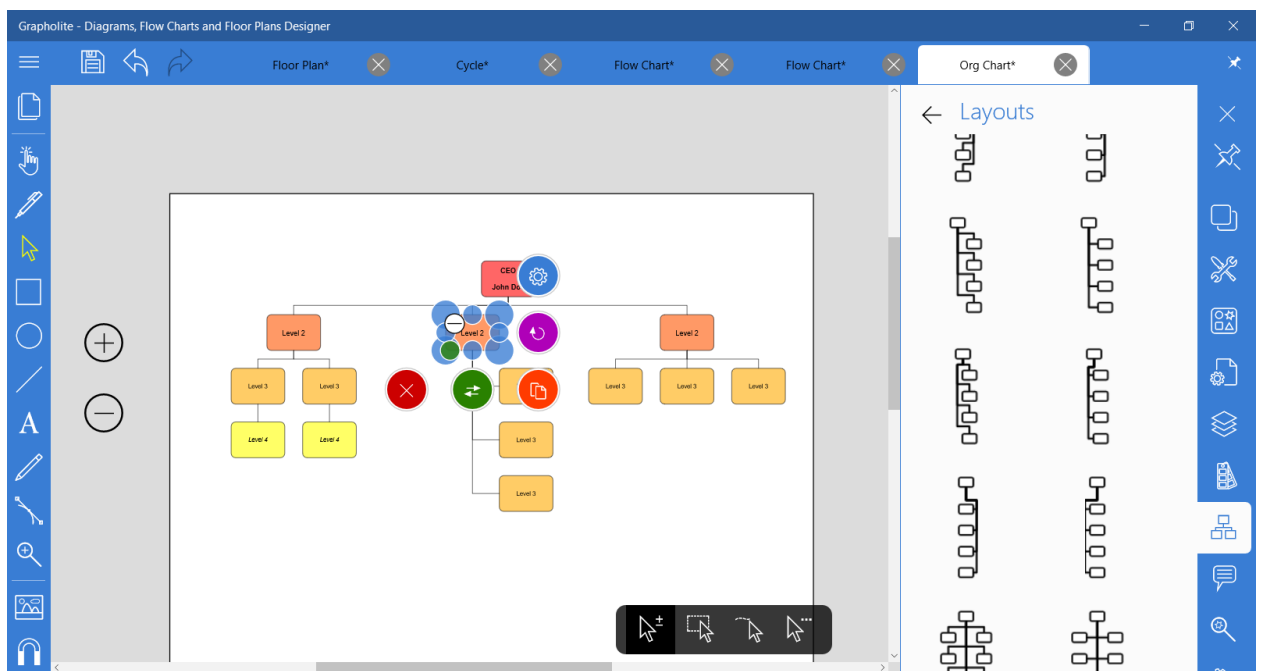 Grapholite - Diagrams, Flow Charts and Floor Plans Designer
Floor Plan*
Cycle*
Flow Chart*
Flow Chart*
Org Chart*
Layouts
CEO
Level 2
Level 2
Level 2
Level 3
Level 3
Level 3
Level 3
Level 3
Level 4
Level 4
Level 3
Level 3
A